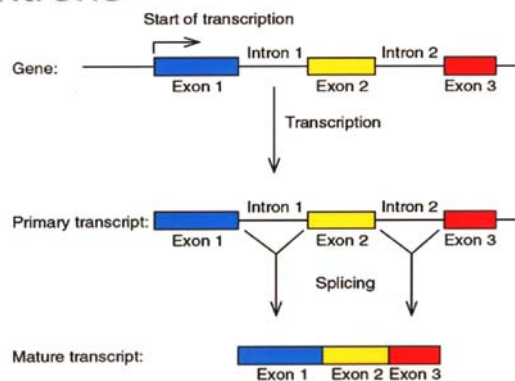 Start of transcription
Gene:
Intron 1
Intron 2
Exon 1
Exon 2
Exon 3
Transcription
Primary transcript:
Intron 1
Intron 2
Exon 1
Exon 2
Exon 3
Splicing
Mature transcript:
Exon 1
Exon 2
Exon 3